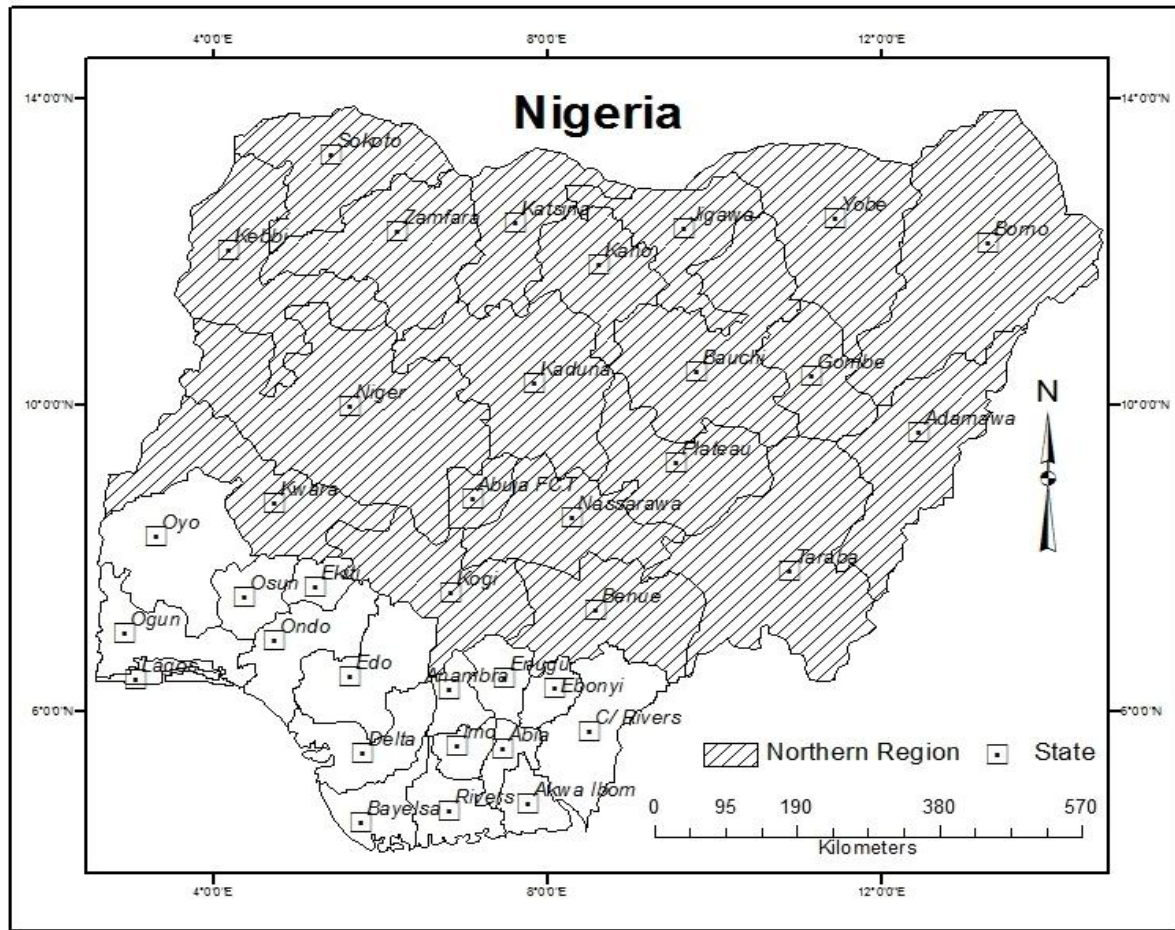 4°0'0"E 8°0'0"E 12°0'0"E
14°0'0"N 14°0'0"N
Nigeria
Sokoto
Zamfara Katsina Jigawa Yobe
Kebbi Kano Borno
Kaduna Bauchi Gombe
Niger
10°0'0"N 10°0'0"N
N
Adamawa
Plateau
Kwara Abuja FCT Nassarawa
Oyo
Taraba
Osun Ekiti Kogi Benue
Ogun Ondo
Lagos Edo Anambra Enugu Ebonyi
6°0'0"N 6°0'0"N
C/ Rivers
Delta Imo Abia
Northern Region State
Bayelsa Rivers Akwa Ibom
0 95 190 380 570
Kilometers
4°0'0"E 8°0'0"E 12°0'0"E